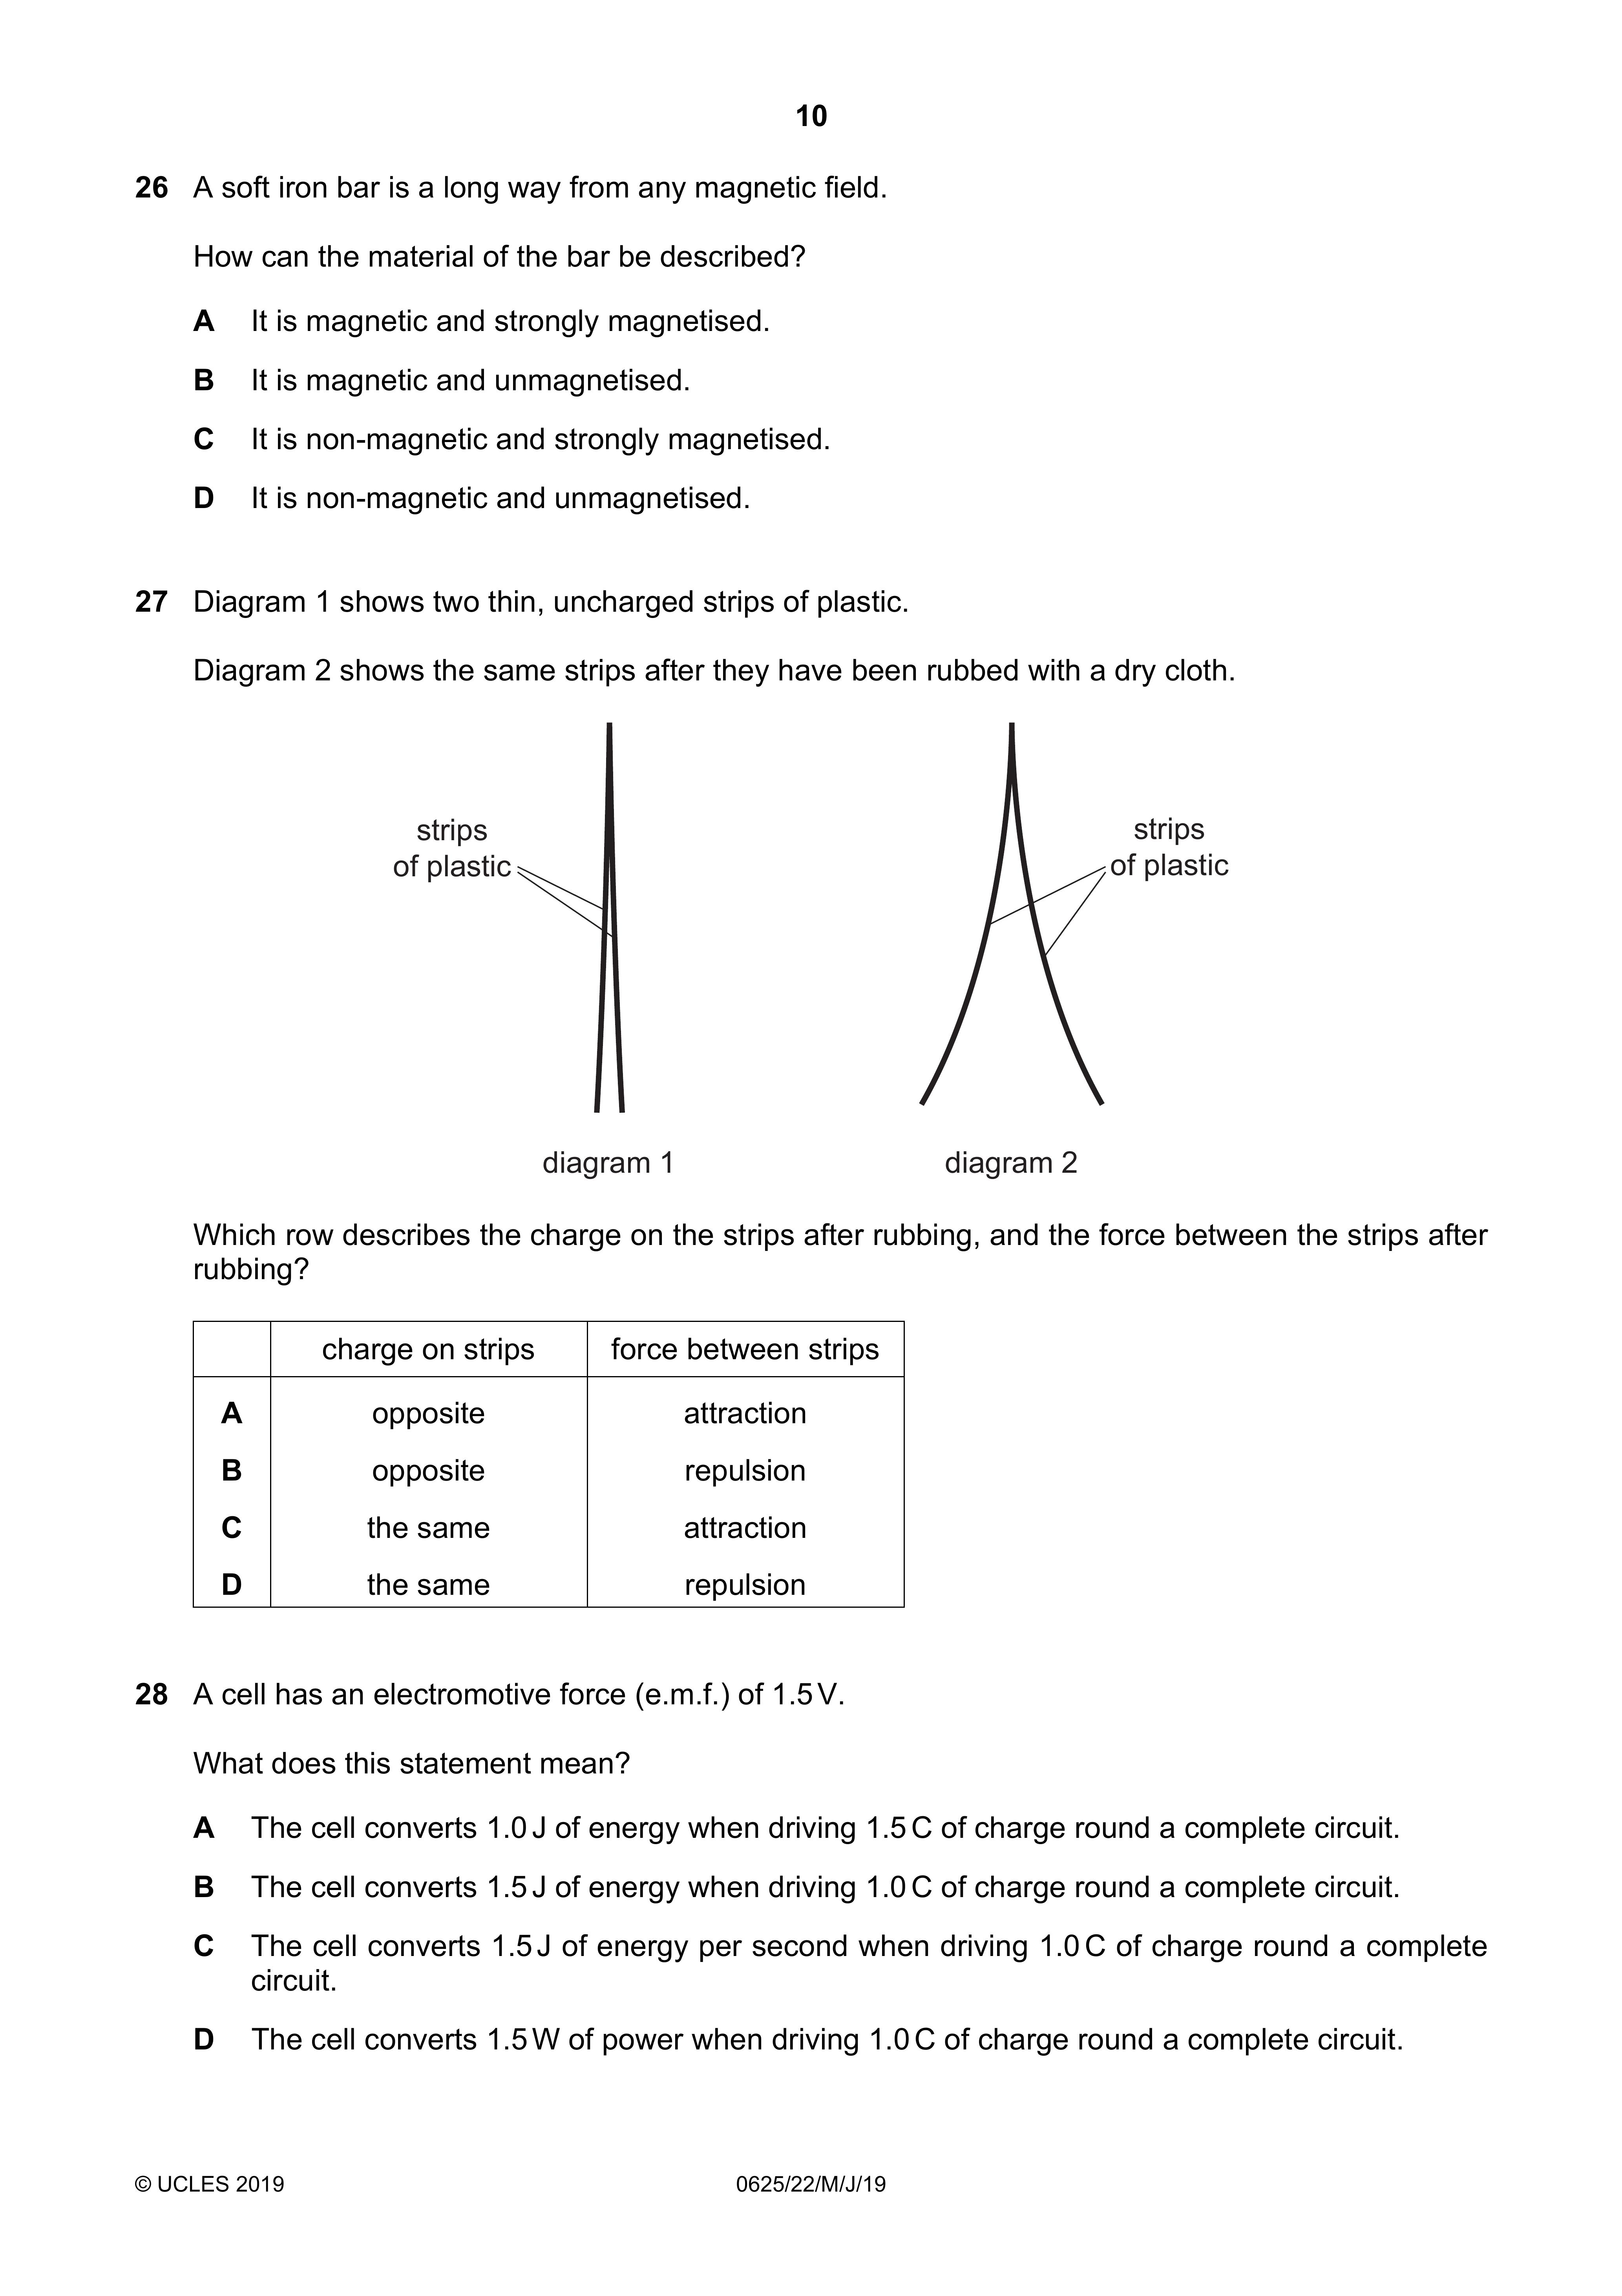 10
26 A soft iron bar is a long way from any magnetic field.
How can the material of the bar be described?
A It is magnetic and strongly magnetised.
B It is magnetic and unmagnetised.
C It is non-magnetic and strongly magnetised.
D It is non-magnetic and unmagnetised.
27 Diagram 1 shows two thin, uncharged strips of plastic.
Diagram 2 shows the same strips after they have been rubbed with a dry cloth.
strips
of plastic
strips
of plastic
diagram 1
diagram 2
Which row describes the charge on the strips after rubbing, and the force between the strips after
rubbing?
charge on strips force between strips
A opposite attraction
B opposite repulsion
C the same attraction
D the same repulsion
28 A cell has an electromotive force (e.m.f.) of 1.5 V.
What does this statement mean?
A The cell converts 1.0 J of energy when driving 1.5 C of charge round a complete circuit.
B The cell converts 1.5 J of energy when driving 1.0 C of charge round a complete circuit.
C The cell converts 1.5 J of energy per second when driving 1.0 C of charge round a complete
circuit.
D The cell converts 1.5 W of power when driving 1.0 C of charge round a complete circuit.
© UCLES 2019 0625/22/M/J/19